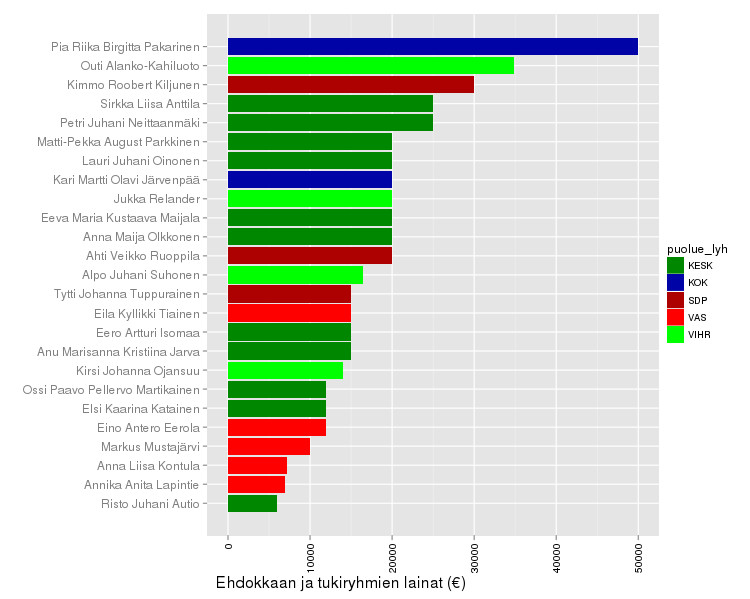 Pia Riika Birgitta Pakarinen
Outi Alanko-Kahiluoto
Kimmo Roobert Kiljunen
Sirkka Liisa Anttila
Petri Juhani Neittaanmäki
Matti-Pekka August Parkkinen
Lauri Juhani Oinonen
Kari Martti Olavi Järvenpää
Jukka Relander
Eeva Maria Kustaava Maijala
Anna Maija Olkkonen
Ahti Veikko Ruoppila
Alpo Juhani Suhonen
Tytti Johanna Tuppurainen
Eila Kyllikki Tiainen
Eero Artturi Isomaa
Anu Marisanna Kristiina Jarva
Kirsi Johanna Ojansuu
Ossi Paavo Pellervo Martikainen
Elsi Kaarina Katainen
Eino Antero Eerola
Markus Mustajärvi
Anna Liisa Kontula
Annika Anita Lapintie
Risto Juhani Autio
0
10000
20000
30000
40000
50000
Ehdokkaan ja tukiryhmien lainat (€)
puolue_lyh
KESK
KOK
SDP
VAS
VIHR